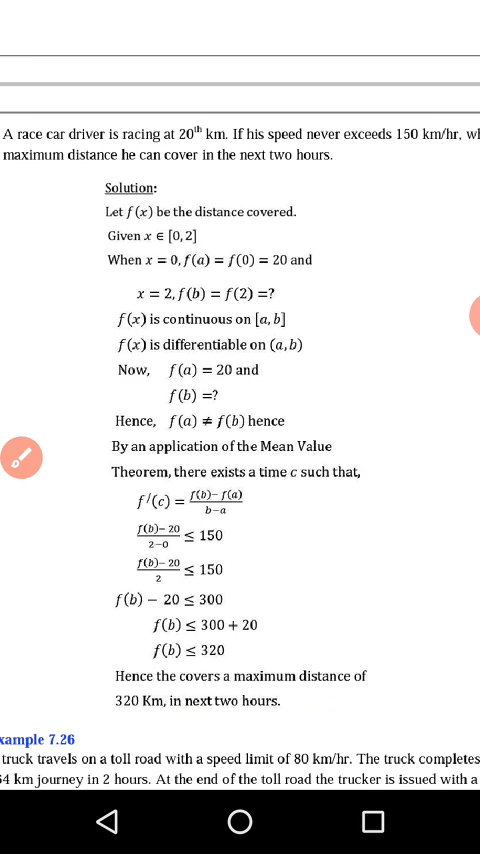 A race car driver is racing at 20th km. If his speed never exceeds 150 km/hr,
maximum distance he can cover in the next two hours.
Solution:
Let f(x) be the distance covered.
Given x ∈ [0,2]
When x = 0, f(a) = f(0) = 20 and
x = 2, f(b) = f(2) =?
f(x) is continuous on [a, b]
f(x) is differentiable on (a, b)
Now, f(a) = 20 and
f(b) =?
Hence, f(a) ≠ f(b) hence
By an application of the Mean Value
Theorem, there exists a time c such that,
f/(c) = f(b)− f(a) / b−a
f(b)− 20 / 2−0 ≤ 150
f(b)− 20 / 2 ≤ 150
f(b) − 20 ≤ 300
f(b) ≤ 300 + 20
f(b) ≤ 320
Hence the covers a maximum distance of
320 Km, in next two hours.
xample 7.26
truck travels on a toll road with a speed limit of 80 km/hr. The truck completes
64 km journey in 2 hours. At the end of the toll road the trucker is issued with a